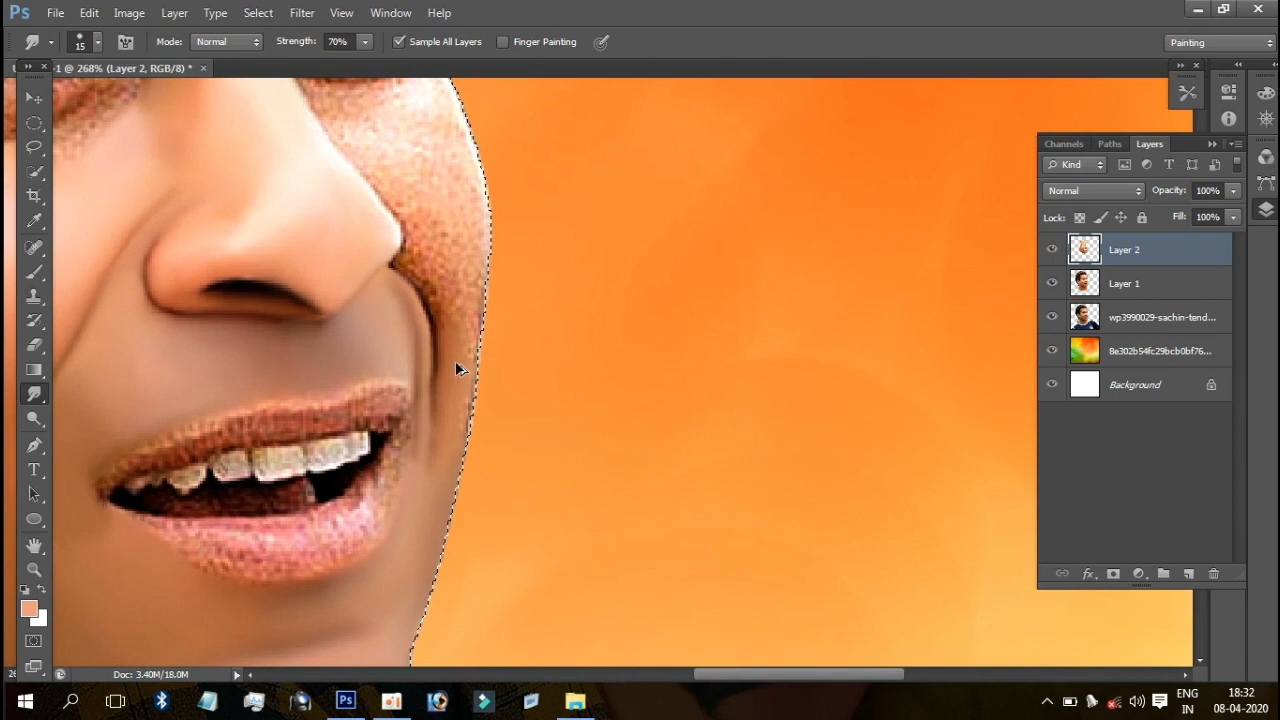 Ps File Edit Image Layer Type Select Filter View Window Help
15 Mode: Normal Strength: 70% Sample All Layers Finger Painting Painting
-1 @ 268% (Layer 2, RGB/8) * ×
Channels Paths Layers
Kind
Normal Opacity: 100%
Lock: Fill: 100%
Layer 2
Layer 1
wp3990029-sachin-tend...
8e302b54fc29bcb0bf76...
Background
Doc: 3.40M/18.0M
Ps
ENG 18:32
IN 08-04-2020